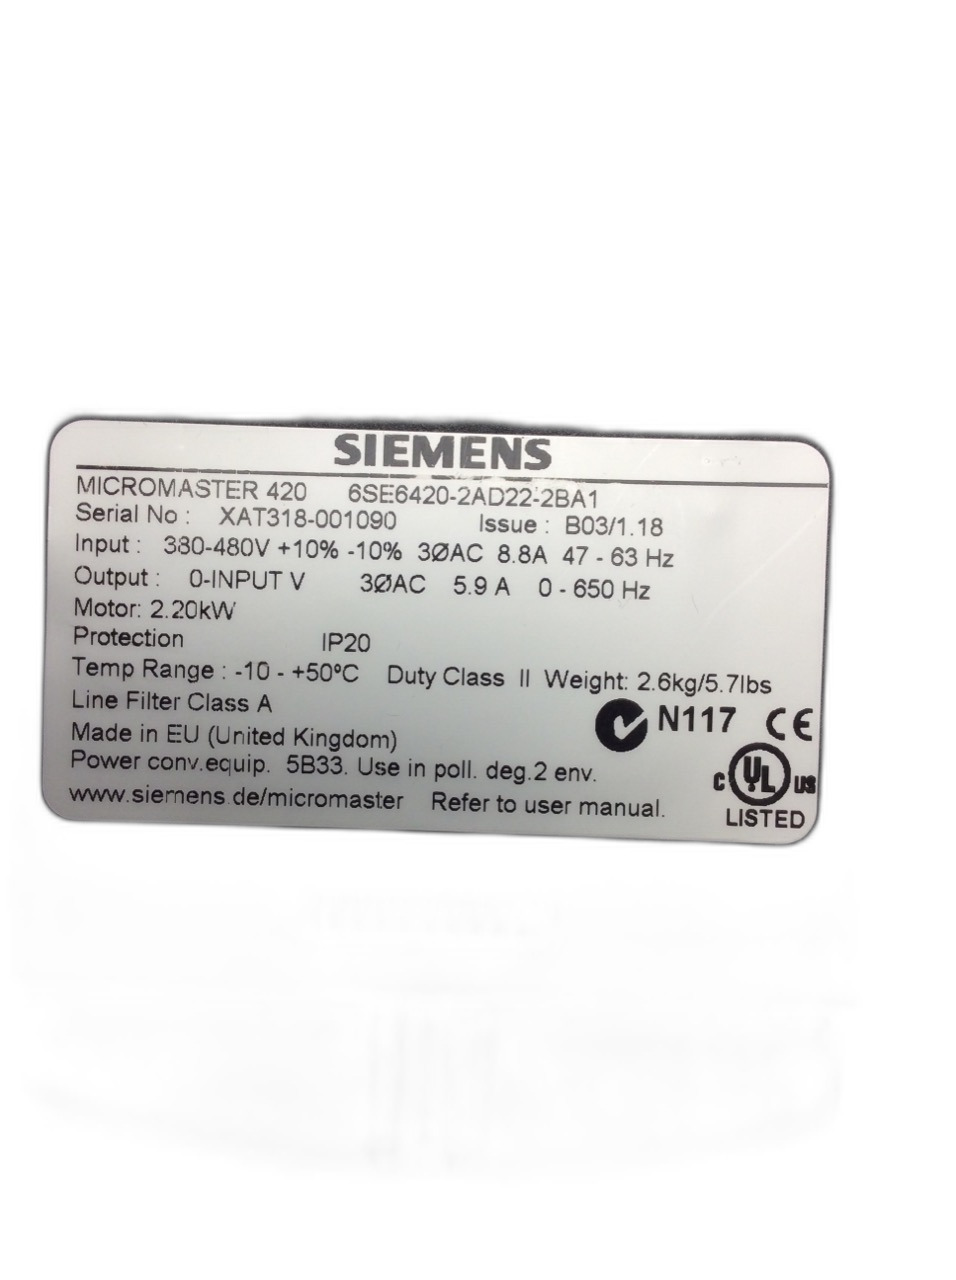 SIEMENS
MICROMASTER 420 6SE6420-2AD22-2BA1
Serial No : XAT318-001090 Issue : B03/1.18
Input : 380-480V +10% -10% 3ØAC 8.8A 47 - 63 Hz
Output : 0-INPUT V 3ØAC 5.9 A 0 - 650 Hz
Motor: 2.20kW
Protection IP20
Temp Range : -10 - +50°C Duty Class II Weight: 2.6kg/5.7lbs
Line Filter Class A
N117 CE
Made in EU (United Kingdom)
Power conv.equip. 5B33. Use in poll. deg.2 env.
C UL US
www.siemens.de/micromaster Refer to user manual.
LISTED